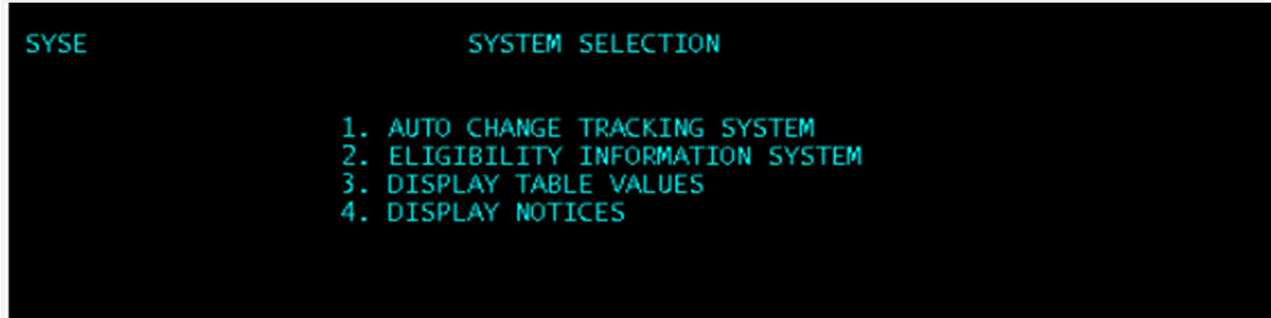 SYSE SYSTEM SELECTION
1. AUTO CHANGE TRACKING SYSTEM
2. ELIGIBILITY INFORMATION SYSTEM
3. DISPLAY TABLE VALUES
4. DISPLAY NOTICES